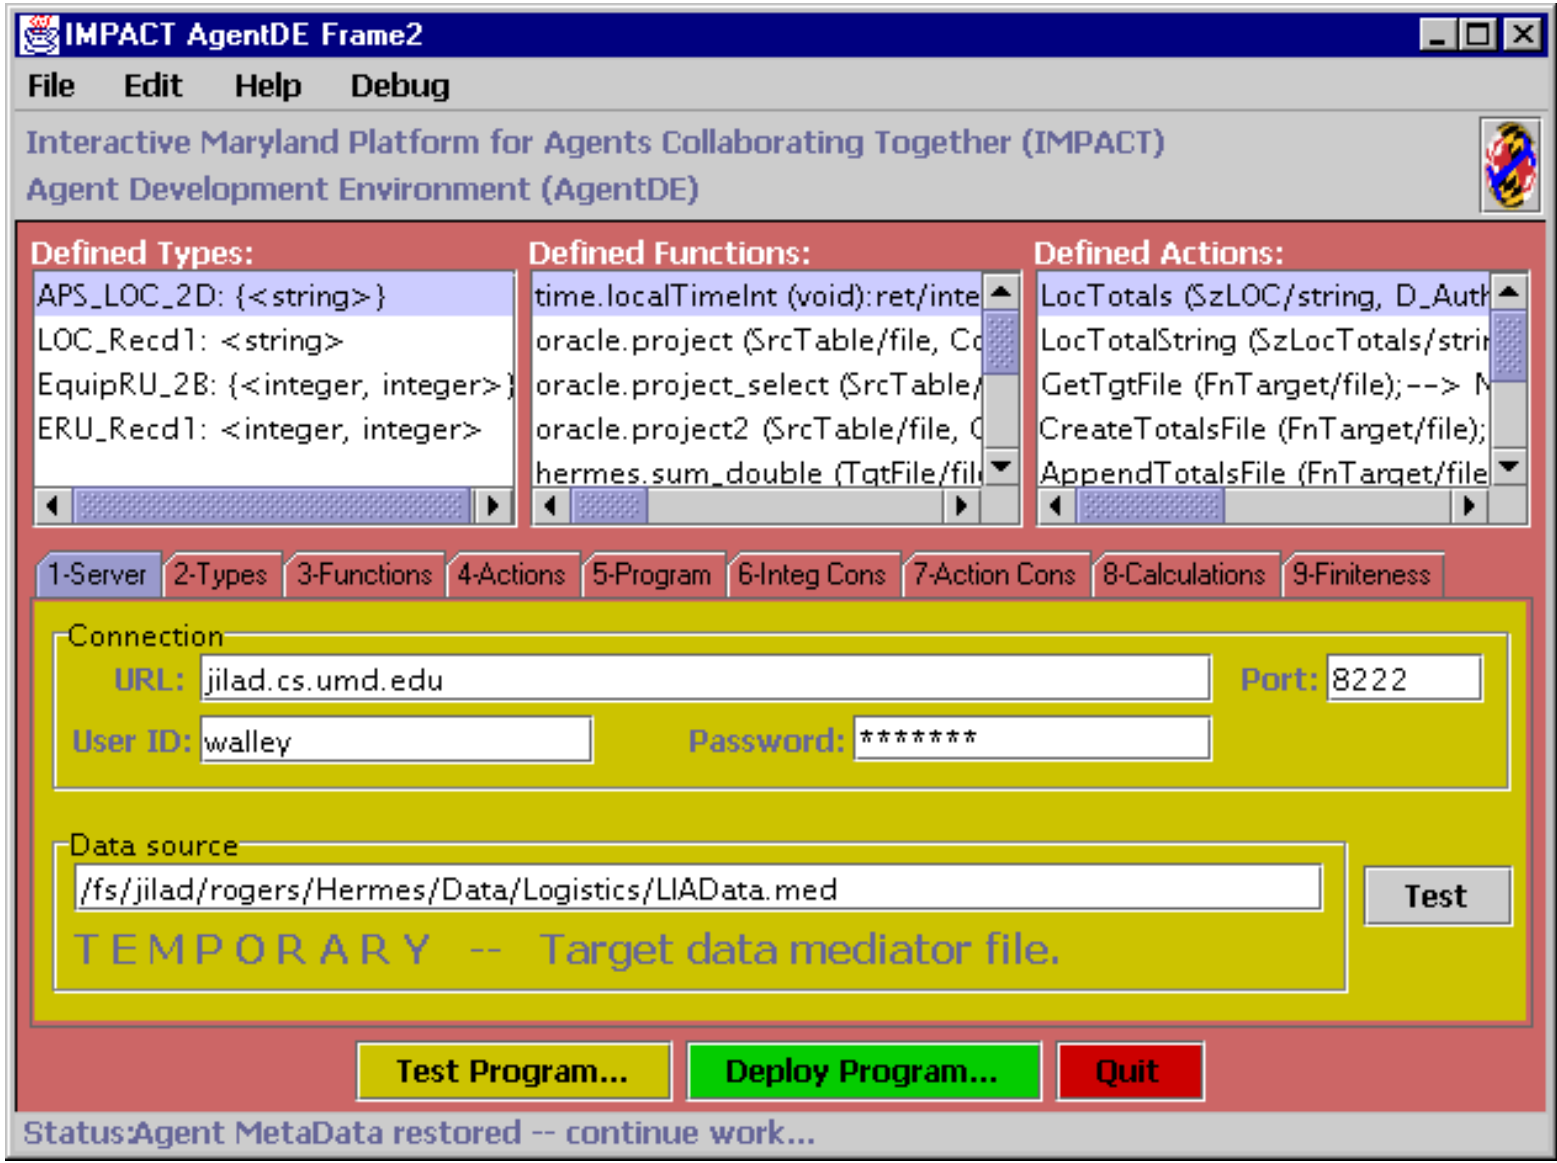 IMPACT AgentDE Frame2
File Edit Help Debug
Interactive Maryland Platform for Agents Collaborating Together (IMPACT)
Agent Development Environment (AgentDE)
Defined Types: Defined Functions: Defined Actions:
APS_LOC_2D: {<string>} time.localTimeInt (void):ret/inte LocTotals (SzLOC/string, D_Auth
LOC_Recd1: <string> oracle.project (SrcTable/file, Co LocTotalString (SzLocTotals/strin
EquipRU_2B: {<integer, integer>} oracle.project_select (SrcTable/ GetTgtFile (FnTarget/file);--> N
ERU_Recd1: <integer, integer> oracle.project2 (SrcTable/file, C CreateTotalsFile (FnTarget/file);
hermes.sum_double (TgtFile/file AppendTotalsFile (FnTarget/file
1-Server 2-Types 3-Functions 4-Actions 5-Program 6-Integ Cons 7-Action Cons 8-Calculations 9-Finiteness
Connection
URL: jilad.cs.umd.edu Port: 8222
User ID: walley Password: *******
Data source
/fs/jilad/rogers/Hermes/Data/Logistics/LIAData.med
Test
T E M P O R A R Y -- Target data mediator file.
Test Program... Deploy Program... Quit
Status:Agent MetaData restored -- continue work...